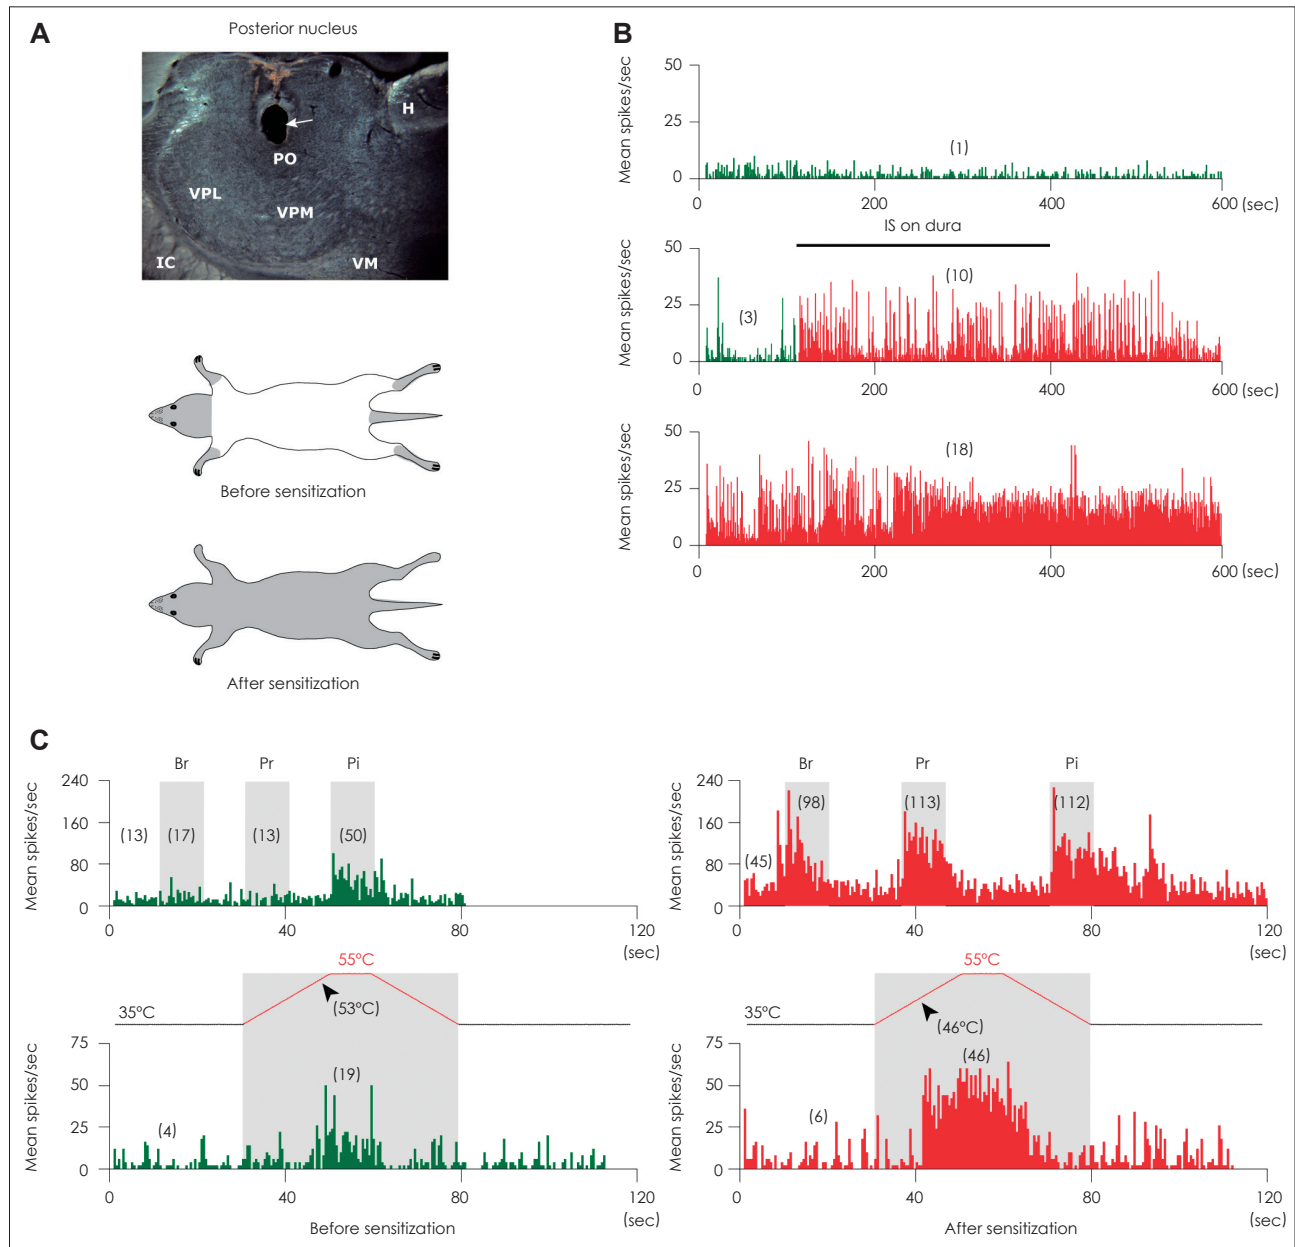 A
Posterior nucleus
H
PO
VPL
VPM
IC
VM
Before sensitization
After sensitization
B
Mean spikes/sec
50
25
0
(1)
0
200
400
600 (sec)
IS on dura
Mean spikes/sec
50
25
0
(3)
(10)
0
200
400
600 (sec)
Mean spikes/sec
50
25
0
(18)
0
200
400
600 (sec)
C
Br
Pr
Pi
Mean spikes/sec
240
160
80
0
(13)
(17)
(13)
(50)
0
40
80
120
(sec)
35ºC
55ºC
(53ºC)
Mean spikes/sec
75
50
25
0
(4)
(19)
0
40
80
120
(sec)
Before sensitization
Br
Pr
Pi
Mean spikes/sec
240
160
80
0
(45)
(98)
(113)
(112)
0
40
80
120
(sec)
35ºC
55ºC
(46ºC)
Mean spikes/sec
75
50
25
0
(6)
(46)
0
40
80
120
(sec)
After sensitization